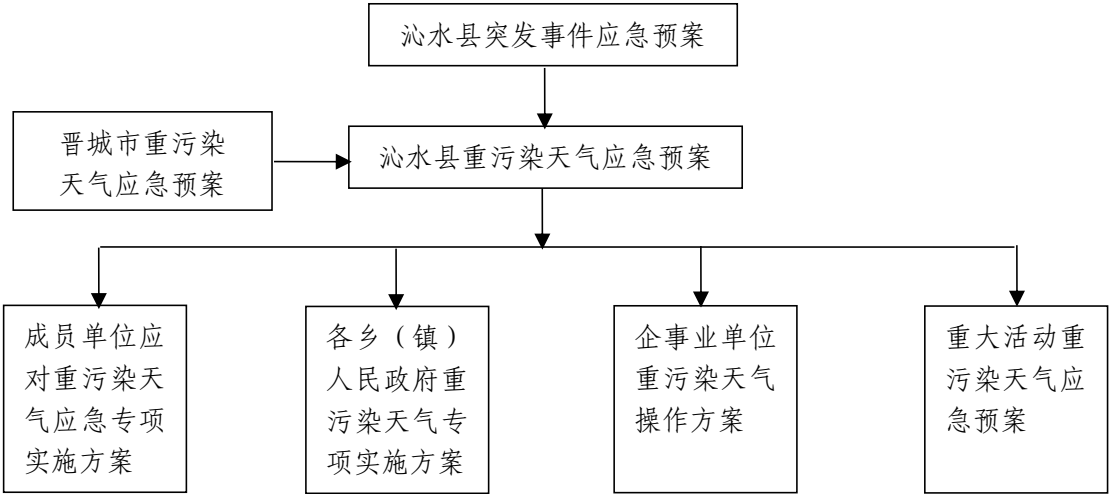 沁水县突发事件应急预案
晋城市重污染
天气应急预案
沁水县重污染天气应急预案
成员单位应
对重污染天
气应急专项
实施方案
各乡（镇）
人民政府重
污染天气专
项实施方案
企事业单位
重污染天气
操作方案
重大活动重
污染天气应
急预案